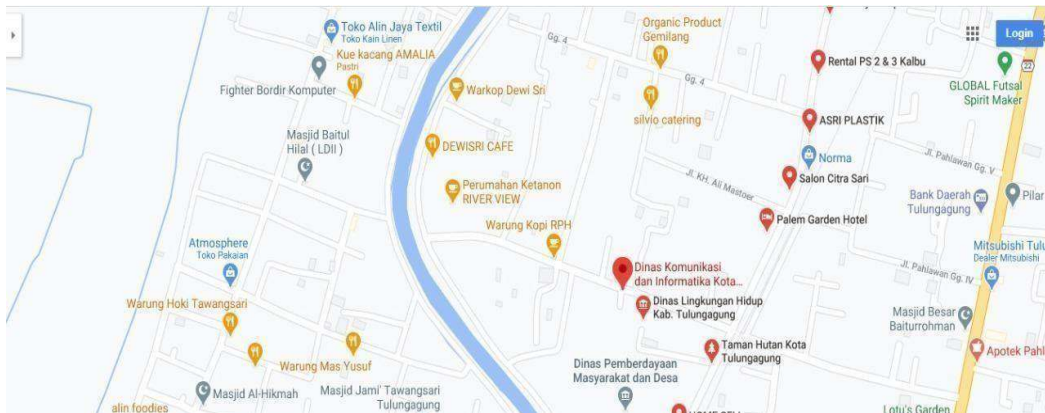 Toko Alin Jaya Textil
Toko Kain Linen
Kue kacang AMALIA
Pastri
Fighter Bordir Komputer
Masjid Baitul
Hilal ( LDII )
Warkop Dewi Sri
DEWISRI CAFE
Perumahan Ketanon
RIVER VIEW
Warung Kopi RPH
Atmosphere
Toko Pakaian
Warung Hoki Tawangsari
Warung Mas Yusuf
Masjid Al-Hikmah
Masjid Jami' Tawangsari
Tulungagung
alin foodies
Organic Product
Gemilang
Gg. 4
Gg. 4
silvio catering
Login
22
Rental PS 2 & 3 Kalbu
GLOBAL Futsal
Spirit Maker
ASRI PLASTIK
Norma
Salon Citra Sari
Jl. Pahlawan Gg. V
Jl. KH. Ali Mastoer
Bank Daerah
Tulungagung
Pilar
Palem Garden Hotel
Mitsubishi Tulu
Dealer Mitsubishi
Jl. Pahlawan Gg. IV
Dinas Komunikasi
dan Informatika Kota...
Dinas Lingkungan Hidup
Kab. Tulungagung
Masjid Besar
Baiturrohman
Taman Hutan Kota
Tulungagung
Apotek Pahl
Dinas Pemberdayaan
Masyarakat dan Desa
Lotu's Garden